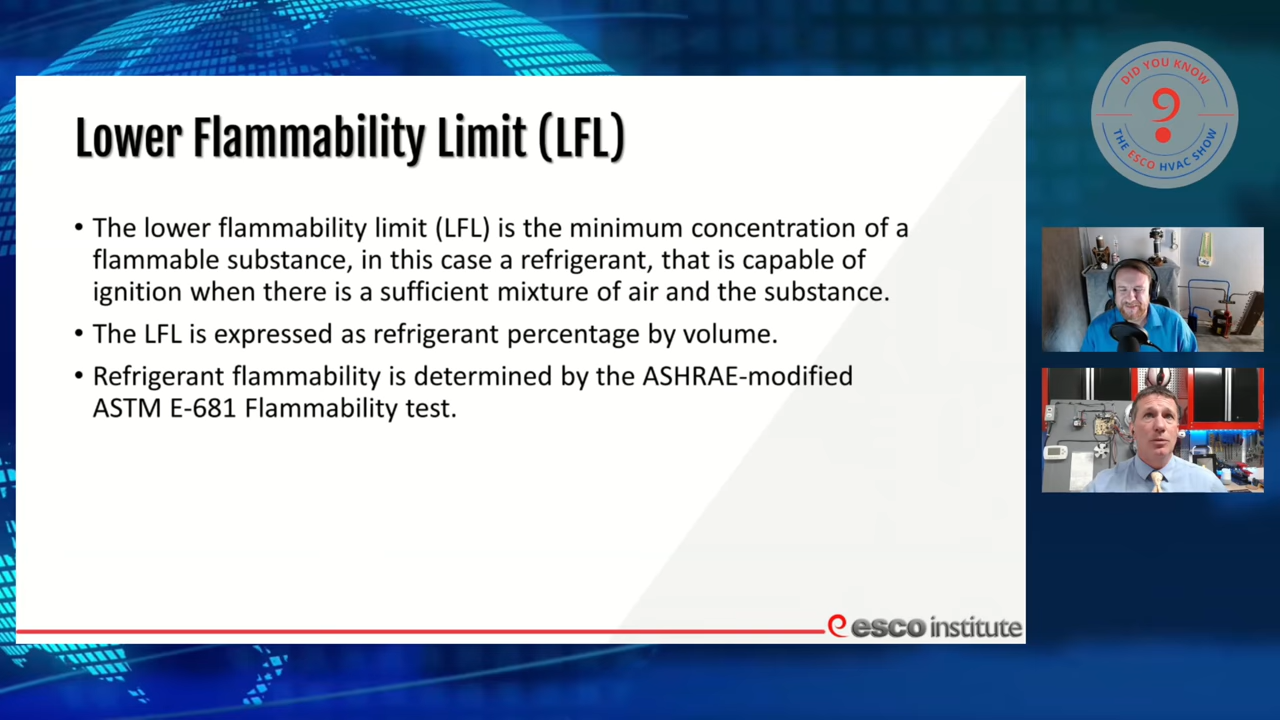 Lower Flammability Limit (LFL)
• The lower flammability limit (LFL) is the minimum concentration of a
flammable substance, in this case a refrigerant, that is capable of
ignition when there is a sufficient mixture of air and the substance.
• The LFL is expressed as refrigerant percentage by volume.
• Refrigerant flammability is determined by the ASHRAE-modified
ASTM E-681 Flammability test.
esco institute
DID YOU KNOW
?
THE ESCO HVAC SHOW